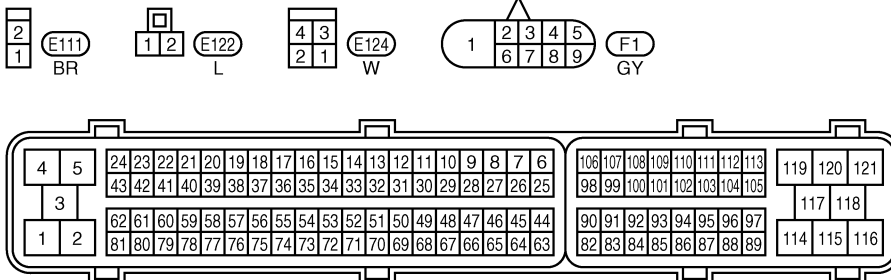 2 E111
1 BR
1 2 E122
L
4 3 E124
2 1 W
1 2 3 4 5 F1
6 7 8 9 GY
4 5 24 23 22 21 20 19 18 17 16 15 14 13 12 11 10 9 8 7 6 106 107 108 109 110 111 112 113 119 120 121
43 42 41 40 39 38 37 36 35 34 33 32 31 30 29 28 27 26 25 98 99 100 101 102 103 104 105
3 117 118
1 2 62 61 60 59 58 57 56 55 54 53 52 51 50 49 48 47 46 45 44 90 91 92 93 94 95 96 97 114 115 116
81 80 79 78 77 76 75 74 73 72 71 70 69 68 67 66 65 64 63 82 83 84 85 86 87 88 89